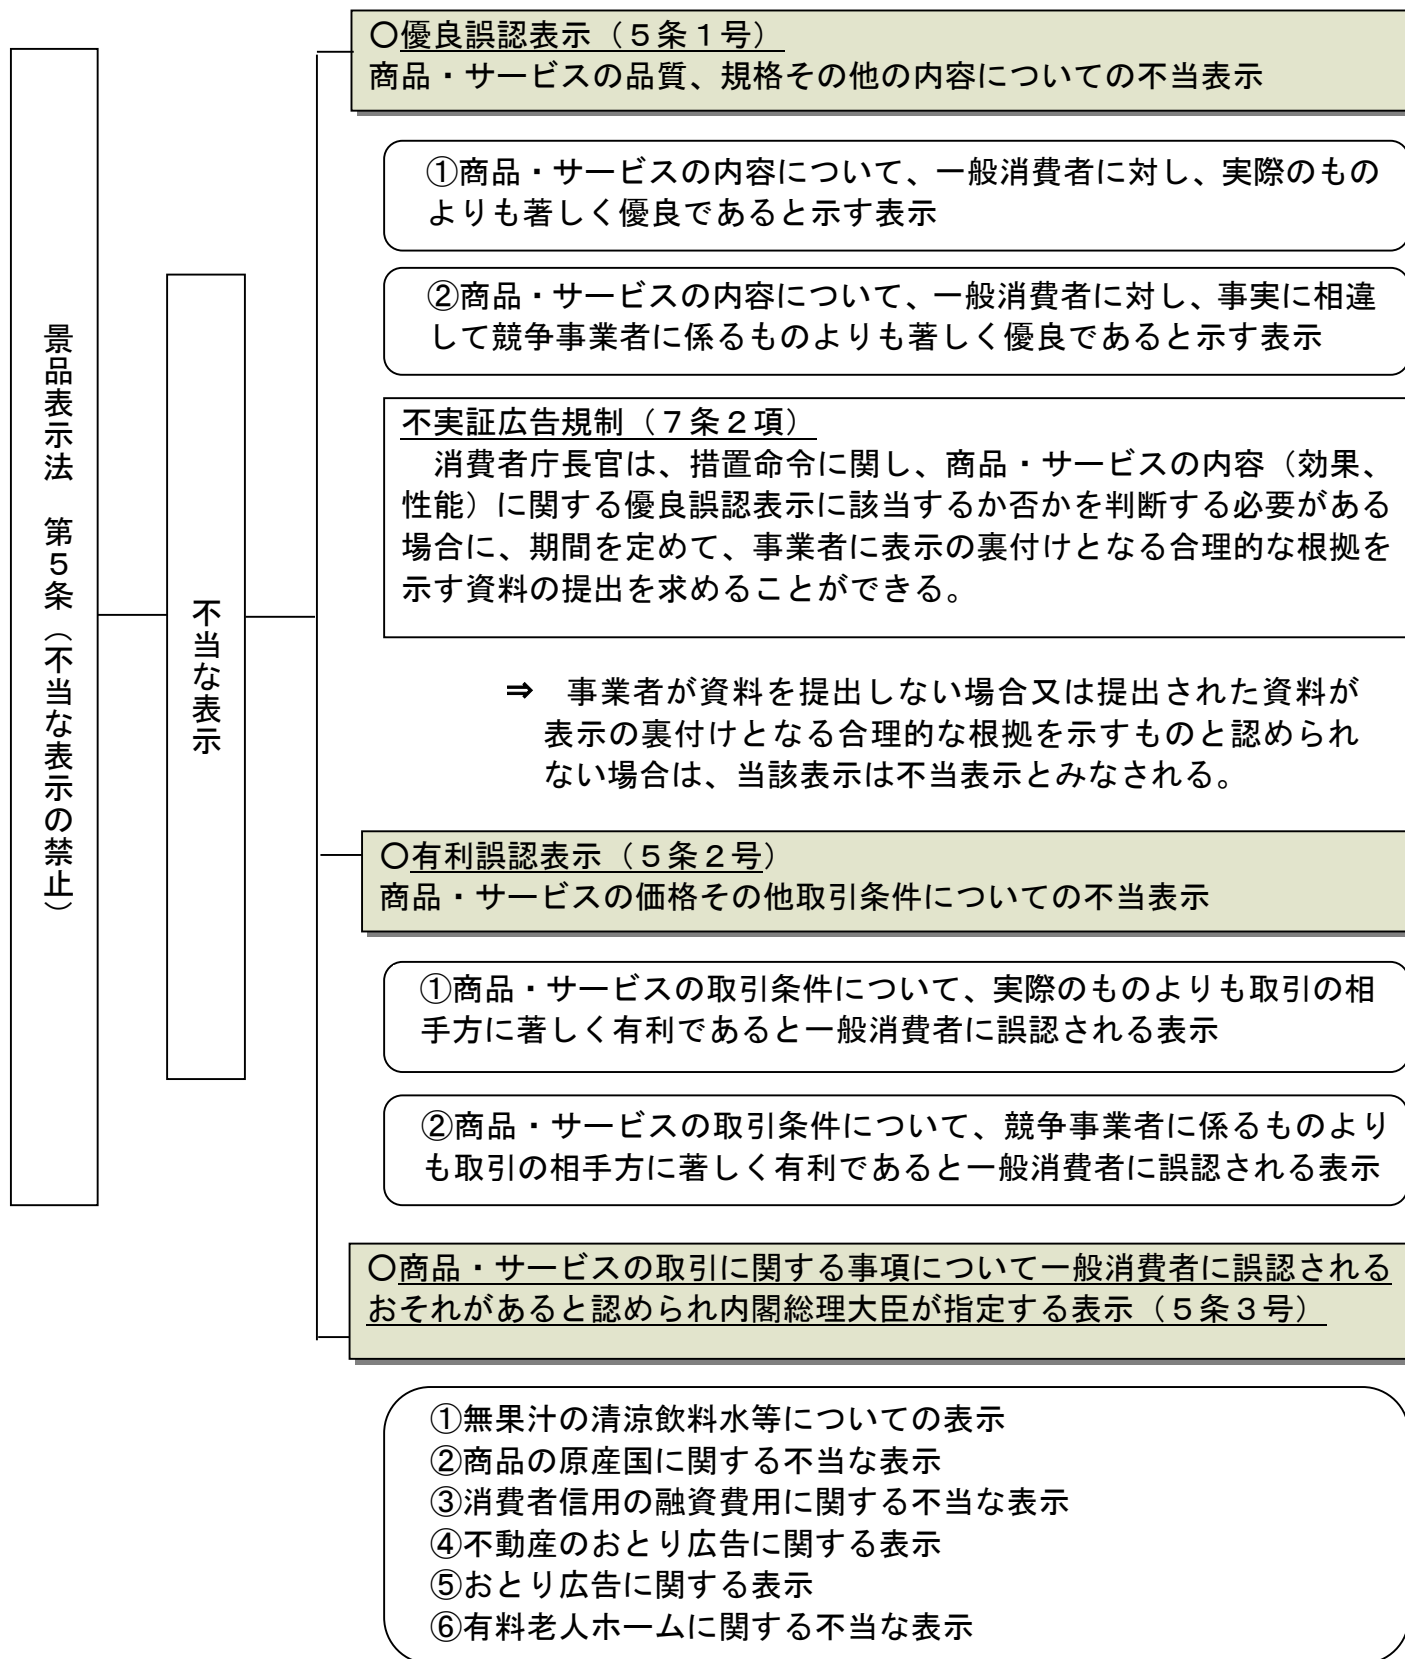 景品表示法　第５条（不当な表示の禁止）
不当な表示
〇優良誤認表示（５条１号）
商品・サービスの品質、規格その他の内容についての不当表示
①商品・サービスの内容について、一般消費者に対し、実際のもの
よりも著しく優良であると示す表示
②商品・サービスの内容について、一般消費者に対し、事実に相違
して競争事業者に係るものよりも著しく優良であると示す表示
不実証広告規制（７条２項）
　消費者庁長官は、措置命令に関し、商品・サービスの内容（効果、
性能）に関する優良誤認表示に該当するか否かを判断する必要がある
場合に、期間を定めて、事業者に表示の裏付けとなる合理的な根拠を
示す資料の提出を求めることができる。
⇒　事業者が資料を提出しない場合又は提出された資料が
表示の裏付けとなる合理的な根拠を示すものと認められ
ない場合は、当該表示は不当表示とみなされる。
〇有利誤認表示（５条２号）
商品・サービスの価格その他取引条件についての不当表示
①商品・サービスの取引条件について、実際のものよりも取引の相
手方に著しく有利であると一般消費者に誤認される表示
②商品・サービスの取引条件について、競争事業者に係るものより
も取引の相手方に著しく有利であると一般消費者に誤認される表示
〇商品・サービスの取引に関する事項について一般消費者に誤認される
おそれがあると認められ内閣総理大臣が指定する表示（５条３号）
①無果汁の清涼飲料水等についての表示
②商品の原産国に関する不当な表示
③消費者信用の融資費用に関する不当な表示
④不動産のおとり広告に関する表示
⑤おとり広告に関する表示
⑥有料老人ホームに関する不当な表示